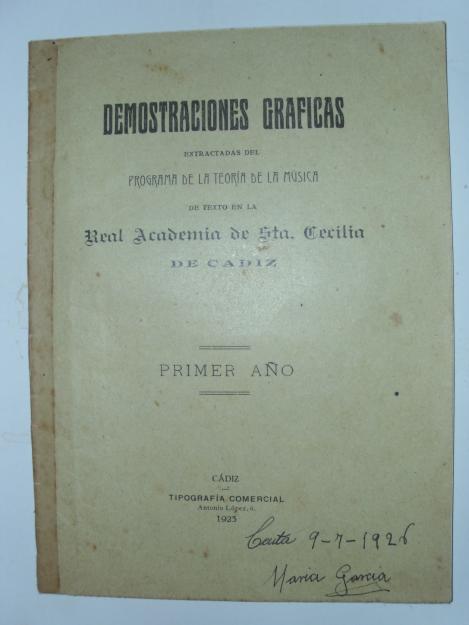 DEMOSTRACIONES GRAFICAS
EXTRACTADAS DEL
PROGRAMA DE LA TEORÍA DE LA MÚSICA
DE TEXTO EN LA
Real Academia de Sta. Cecilia
DE CADIZ
PRIMER AÑO
CÁDIZ
TIPOGRAFÍA COMERCIAL
Antonio López, 6.
1923
Ceuta 9-7-1926
Maria Garcia